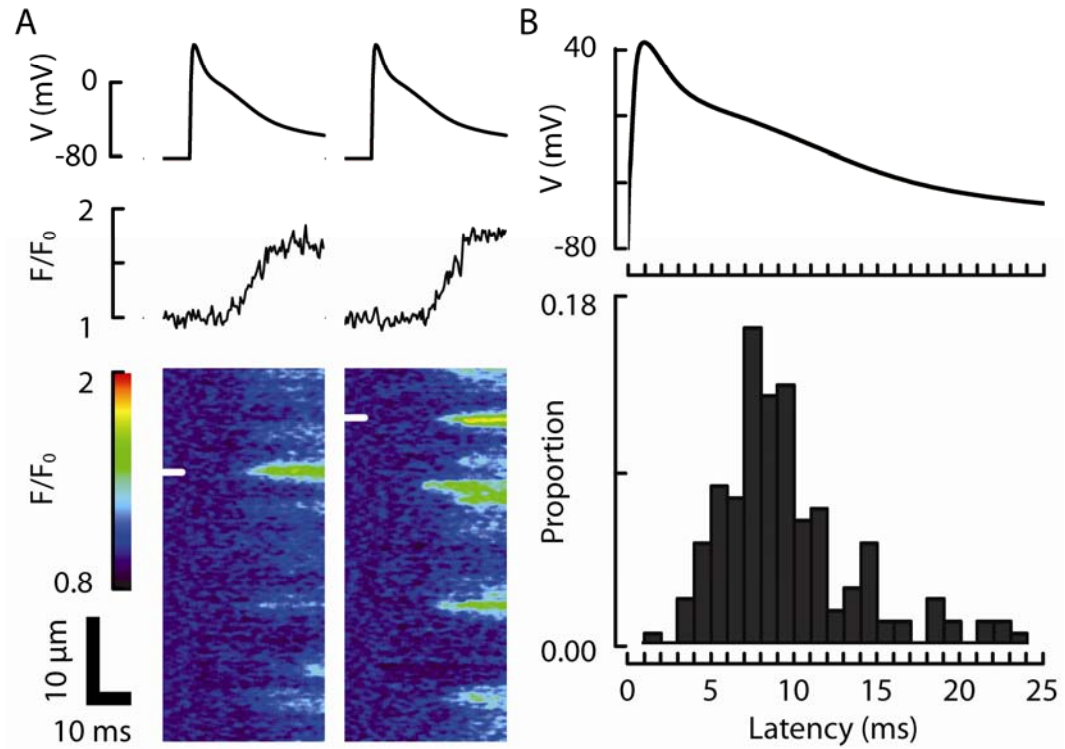 A
V (mV)
0
-80
F/F₀
2
1
F/F₀
2
0.8
10 µm
10 ms
B
V (mV)
40
-80
Proportion
0.18
0.00
0 5 10 15 20 25
Latency (ms)